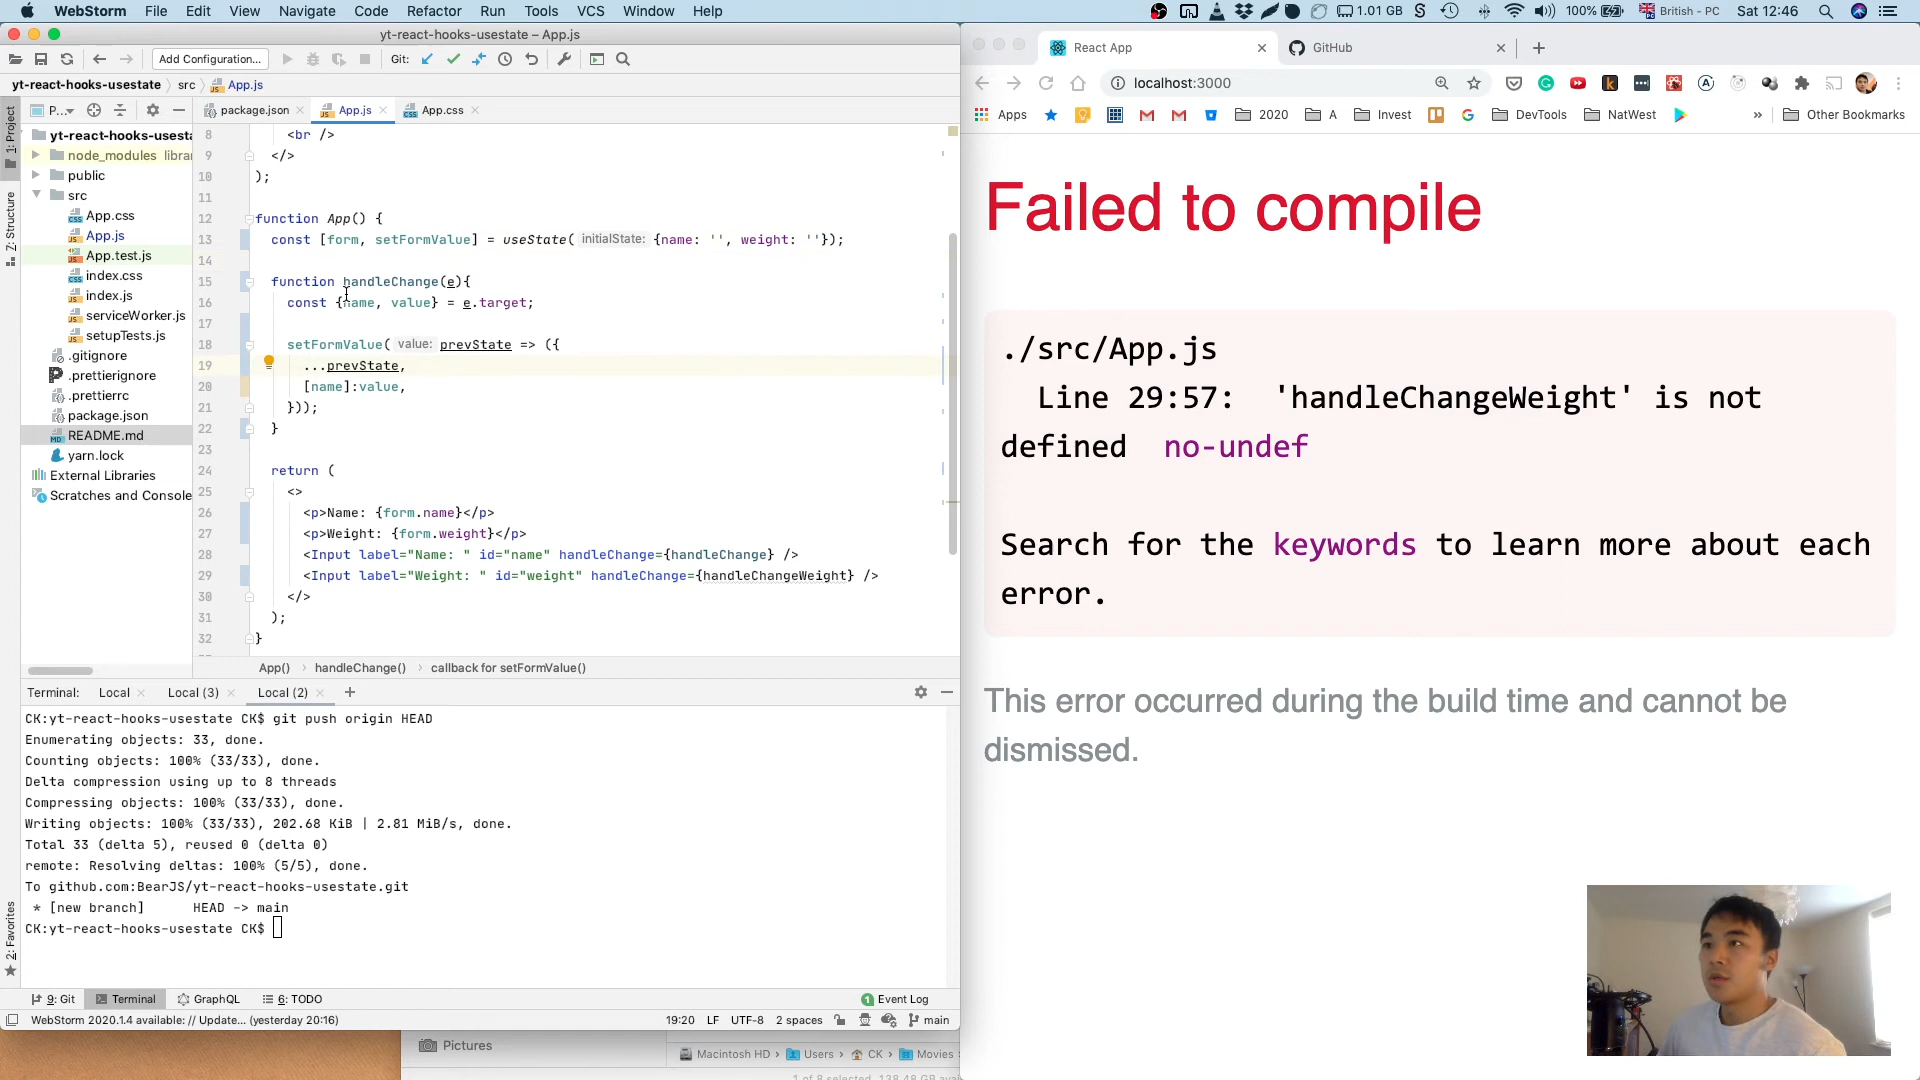 WebStorm File Edit View Navigate Code Refactor Run Tools VCS Window Help
1.01 GB 100% British - PC Sat 12:46
yt-react-hooks-usestate – App.js
Add Configuration... Git:
yt-react-hooks-usestate src App.js
1: Project
P... package.json App.js App.css
yt-react-hooks-usesta
node_modules librar
public
src
App.css
App.js
App.test.js
index.css
index.js
serviceWorker.js
setupTests.js
.gitignore
.prettierignore
.prettierrc
package.json
README.md
yarn.lock
External Libraries
Scratches and Console
7: Structure
2: Favorites
8 <br />
9 </>
10 );
11
12 function App() {
13 const [form, setFormValue] = useState( initialState: {name: '', weight: ''});
14
15 function handleChange(e){
16 const {name, value} = e.target;
17
18 setFormValue( value: prevState => ({
19 ...prevState,
20 [name]:value,
21 }));
22 }
23
24 return (
25 <>
26 <p>Name: {form.name}</p>
27 <p>Weight: {form.weight}</p>
28 <Input label="Name: " id="name" handleChange={handleChange} />
29 <Input label="Weight: " id="weight" handleChange={handleChangeWeight} />
30 </>
31 );
32 }
App() handleChange() callback for setFormValue()
Terminal: Local Local (3) Local (2)
CK:yt-react-hooks-usestate CK$ git push origin HEAD
Enumerating objects: 33, done.
Counting objects: 100% (33/33), done.
Delta compression using up to 8 threads
Compressing objects: 100% (33/33), done.
Writing objects: 100% (33/33), 202.68 KiB | 2.81 MiB/s, done.
Total 33 (delta 5), reused 0 (delta 0)
remote: Resolving deltas: 100% (5/5), done.
To github.com:BearJS/yt-react-hooks-usestate.git
* [new branch] HEAD -> main
CK:yt-react-hooks-usestate CK$
9: Git Terminal GraphQL 6: TODO 1 Event Log
WebStorm 2020.1.4 available: // Update... (yesterday 20:16) 19:20 LF UTF-8 2 spaces main
Pictures Macintosh HD Users CK Movies
React App GitHub
localhost:3000
Apps 2020 A Invest DevTools NatWest » Other Bookmarks
Failed to compile
./src/App.js
Line 29:57: 'handleChangeWeight' is not
defined no-undef
Search for the keywords to learn more about each
error.
This error occurred during the build time and cannot be
dismissed.